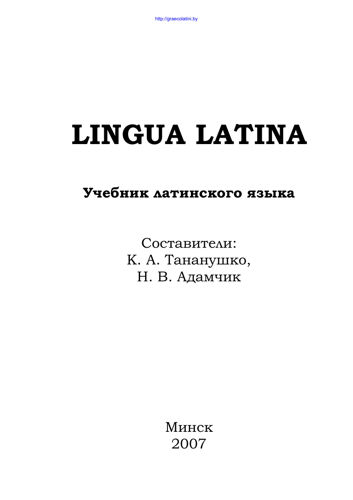 http://graecolatini.by
LINGUA LATINA
Учебник латинского языка
Составители:
К. А. Тананушко,
Н. В. Адамчик
Минск
2007